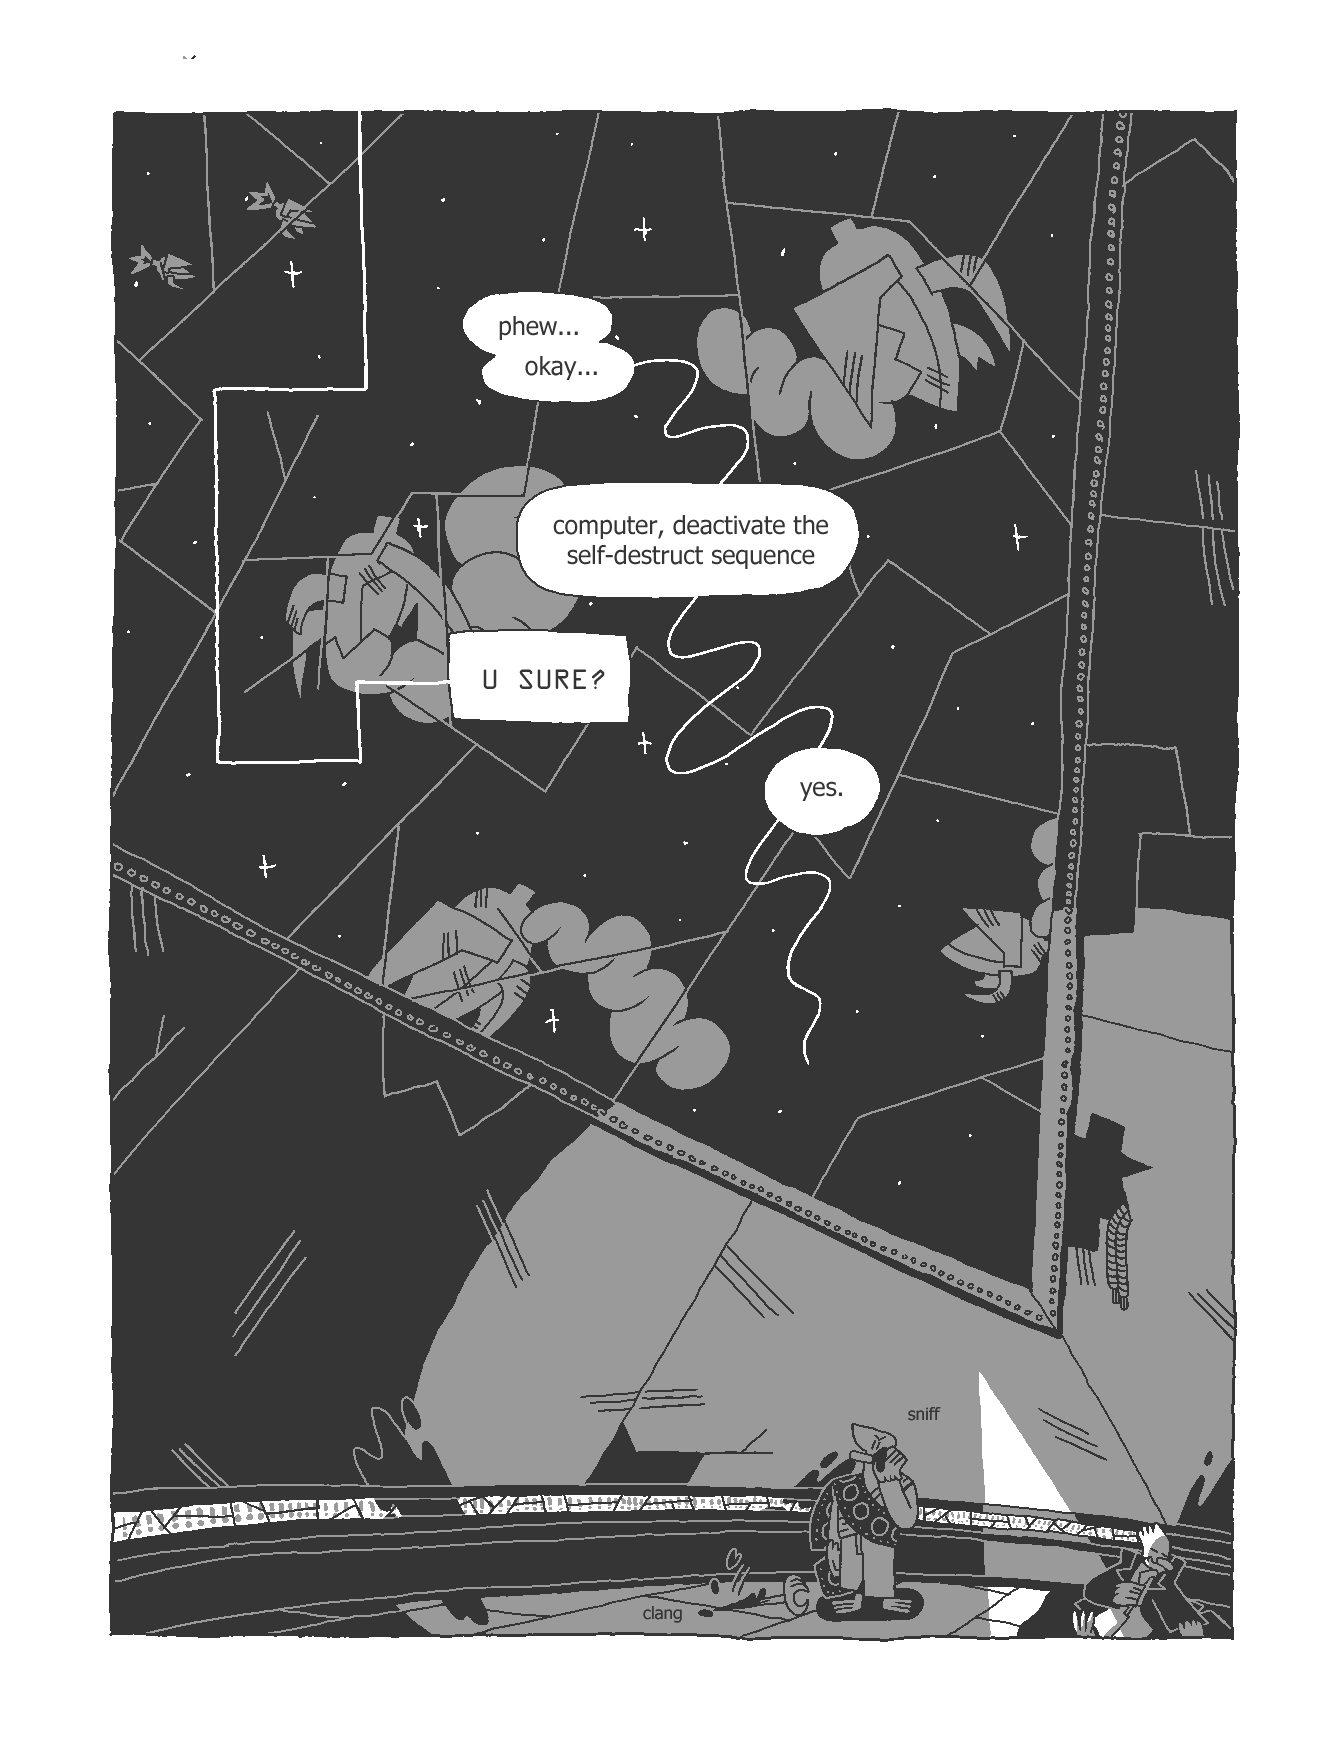 phew...
okay...
computer, deactivate the
self-destruct sequence
U SURE?
yes.
sniff
clang